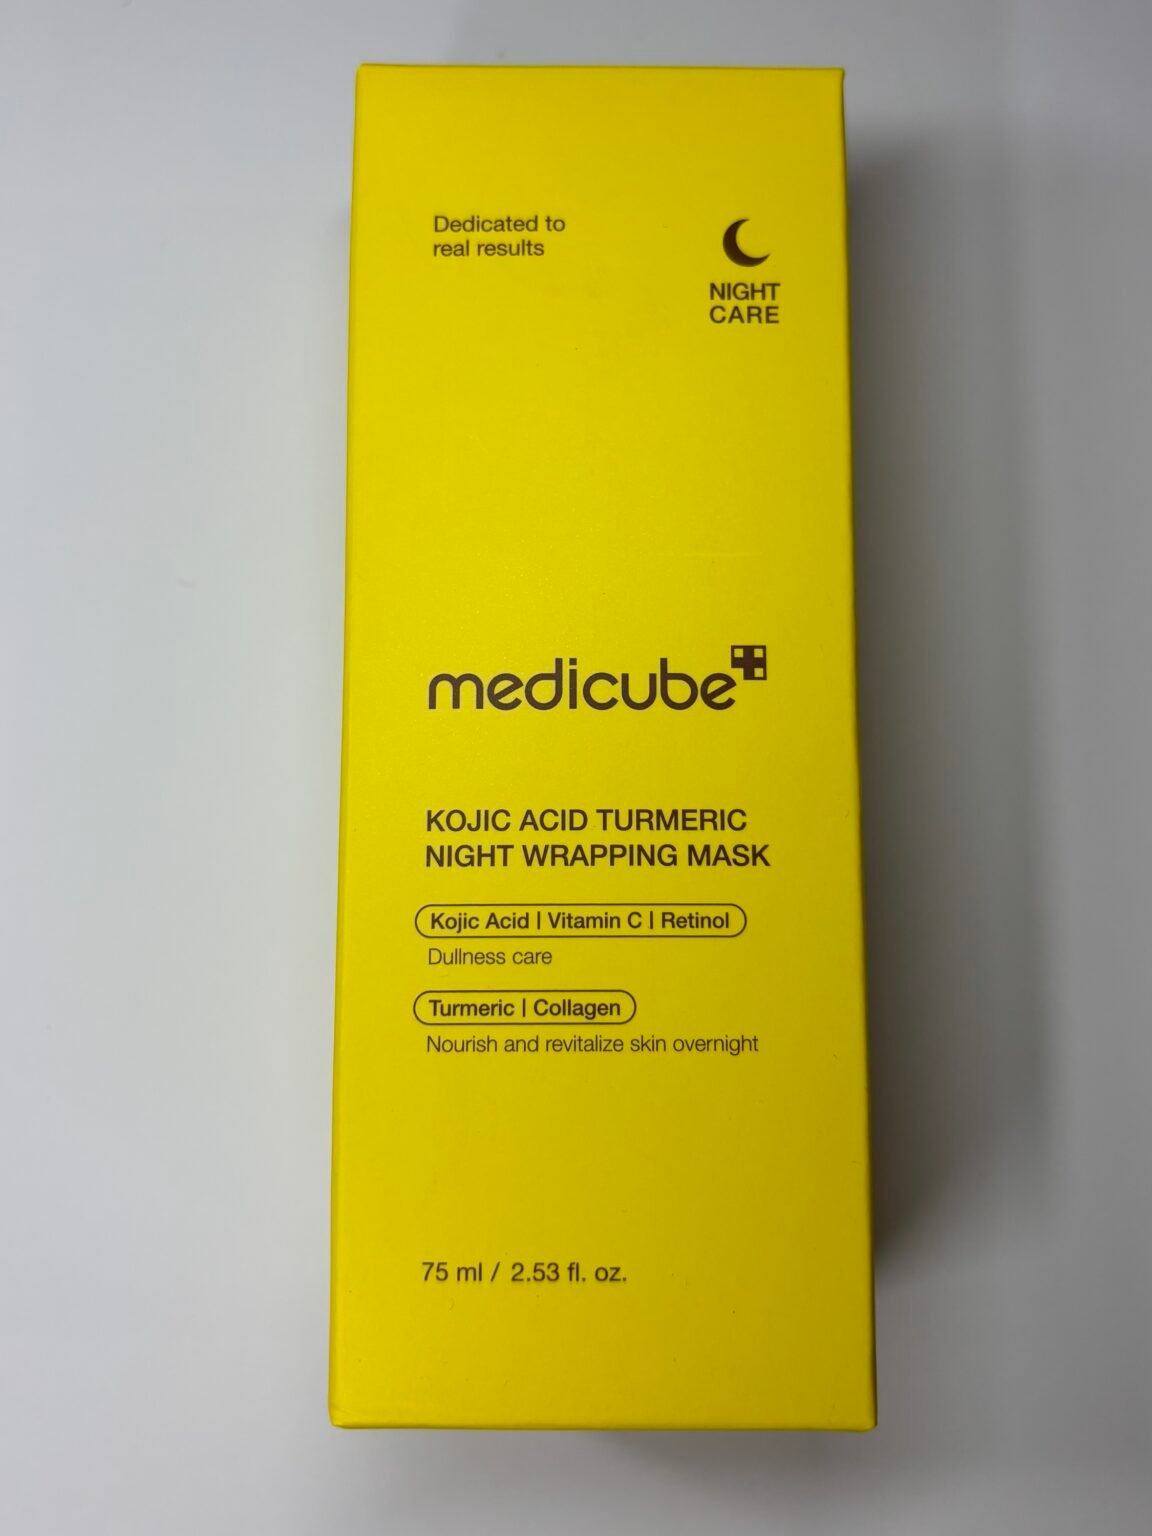 Dedicated to
real results
NIGHT
CARE
medicube
KOJIC ACID TURMERIC
NIGHT WRAPPING MASK
Kojic Acid | Vitamin C | Retinol
Dullness care
Turmeric | Collagen
Nourish and revitalize skin overnight
75 ml / 2.53 fl. oz.